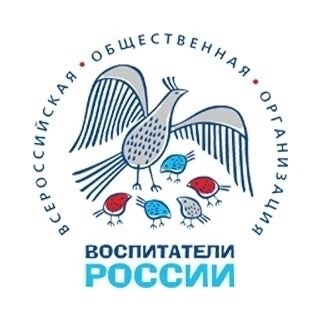 ВСЕРОССИЙСКАЯ • ОБЩЕСТВЕННАЯ • ОРГАНИЗАЦИЯ
ВОСПИТАТЕЛИ
РОССИИ